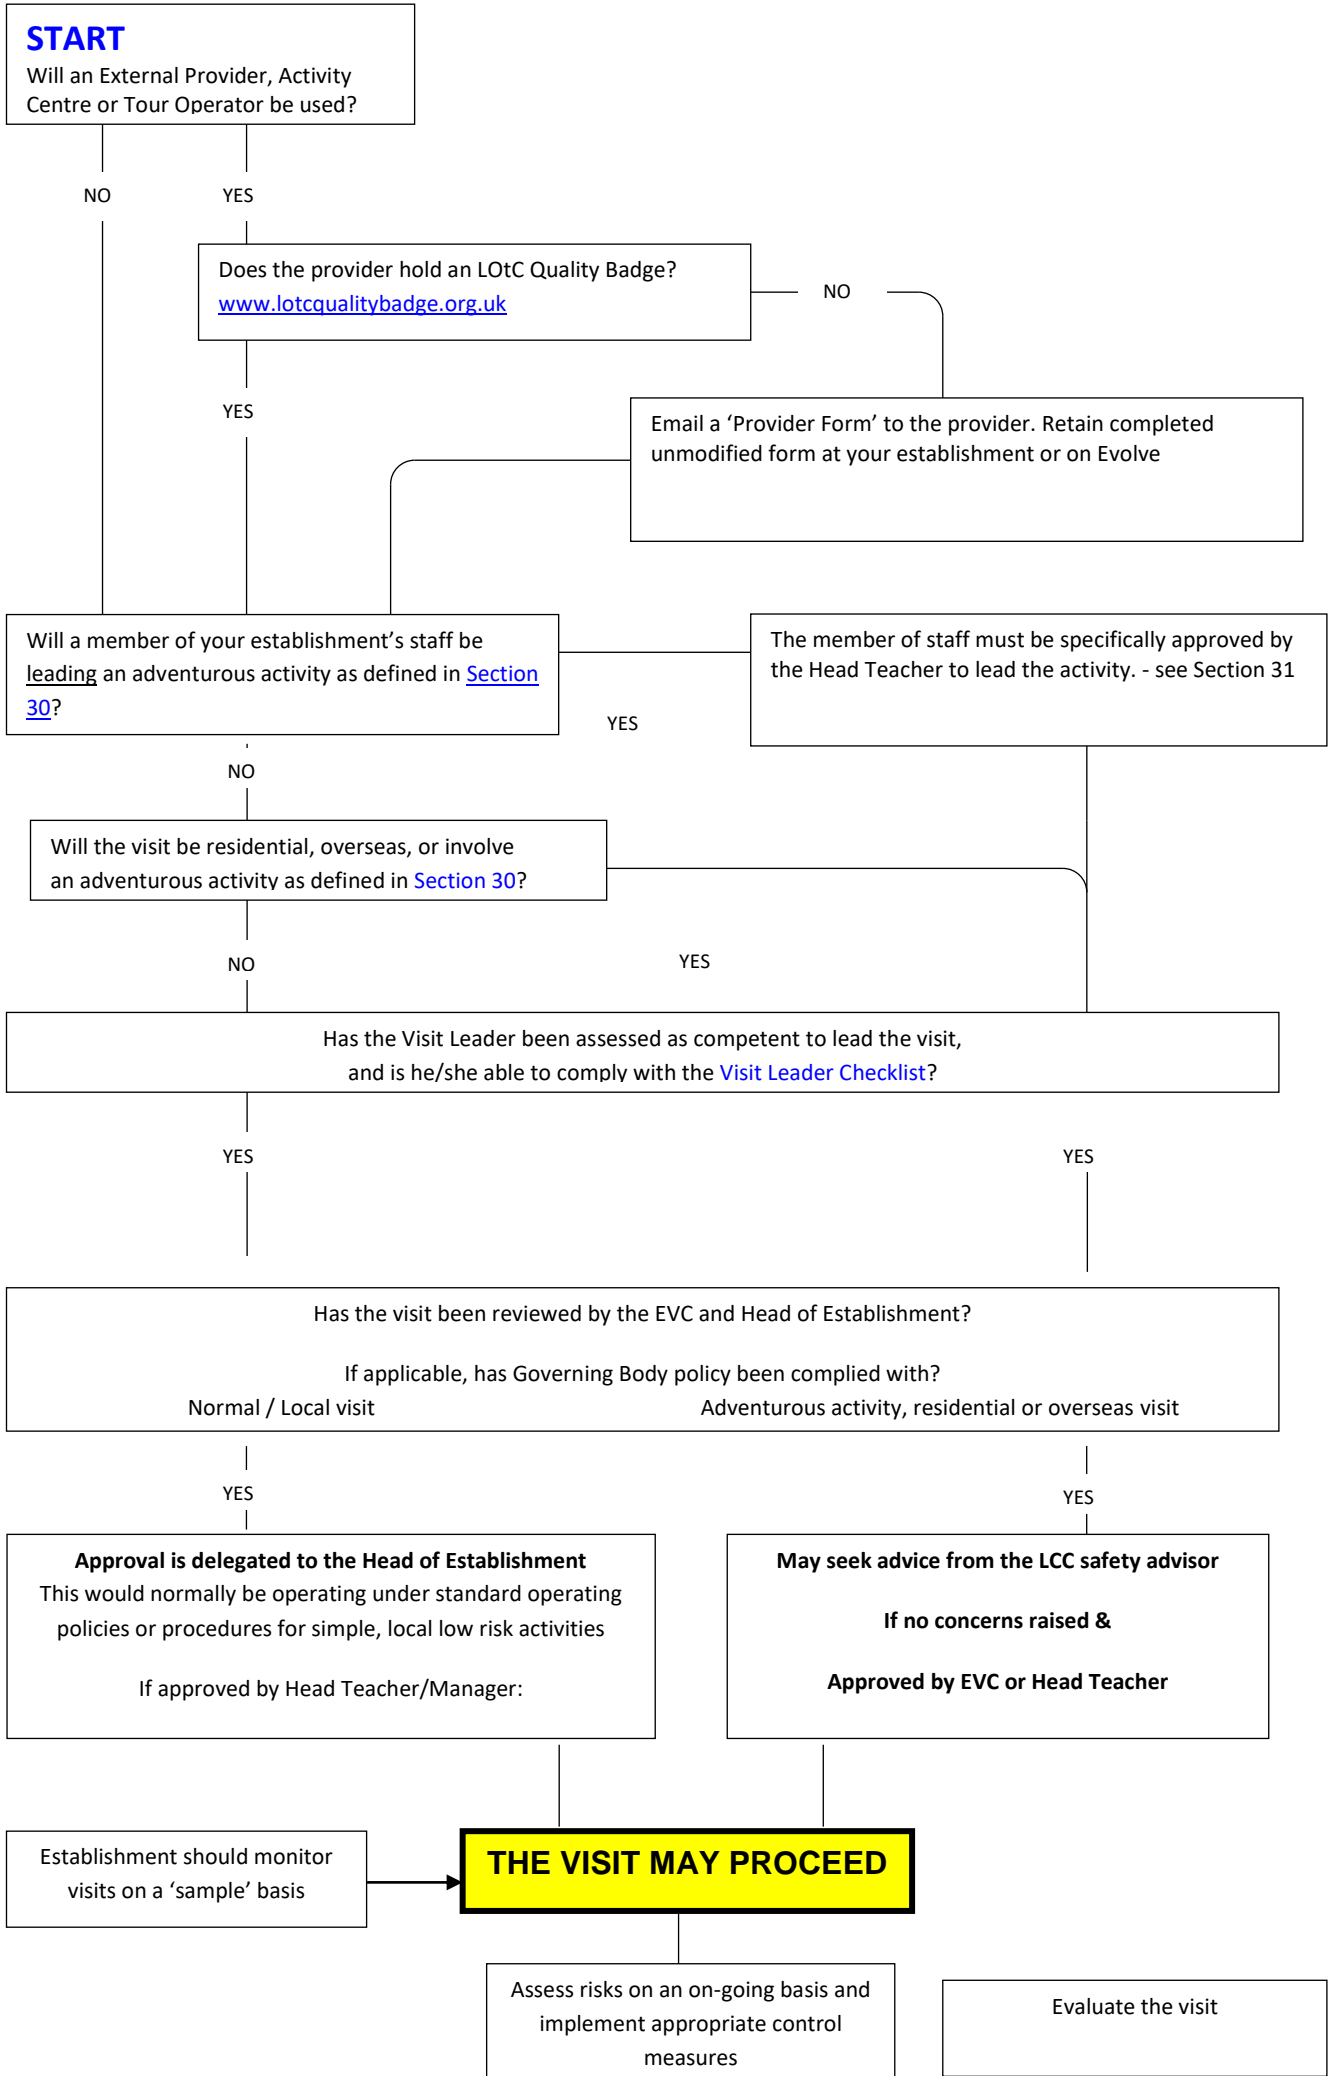 START
Will an External Provider, Activity
Centre or Tour Operator be used?
NO
YES
Does the provider hold an LOtC Quality Badge?
www.lotcqualitybadge.org.uk
NO
YES
Email a ‘Provider Form’ to the provider. Retain completed
unmodified form at your establishment or on Evolve
Will a member of your establishment’s staff be
leading an adventurous activity as defined in Section
30?
The member of staff must be specifically approved by
the Head Teacher to lead the activity. - see Section 31
YES
NO
Will the visit be residential, overseas, or involve
an adventurous activity as defined in Section 30?
NO
YES
Has the Visit Leader been assessed as competent to lead the visit,
and is he/she able to comply with the Visit Leader Checklist?
YES
YES
Has the visit been reviewed by the EVC and Head of Establishment?
If applicable, has Governing Body policy been complied with?
Normal / Local visit
Adventurous activity, residential or overseas visit
YES
YES
Approval is delegated to the Head of Establishment
This would normally be operating under standard operating
policies or procedures for simple, local low risk activities
If approved by Head Teacher/Manager:
May seek advice from the LCC safety advisor
If no concerns raised &
Approved by EVC or Head Teacher
Establishment should monitor
visits on a ‘sample’ basis
THE VISIT MAY PROCEED
Assess risks on an on-going basis and
implement appropriate control
measures
Evaluate the visit